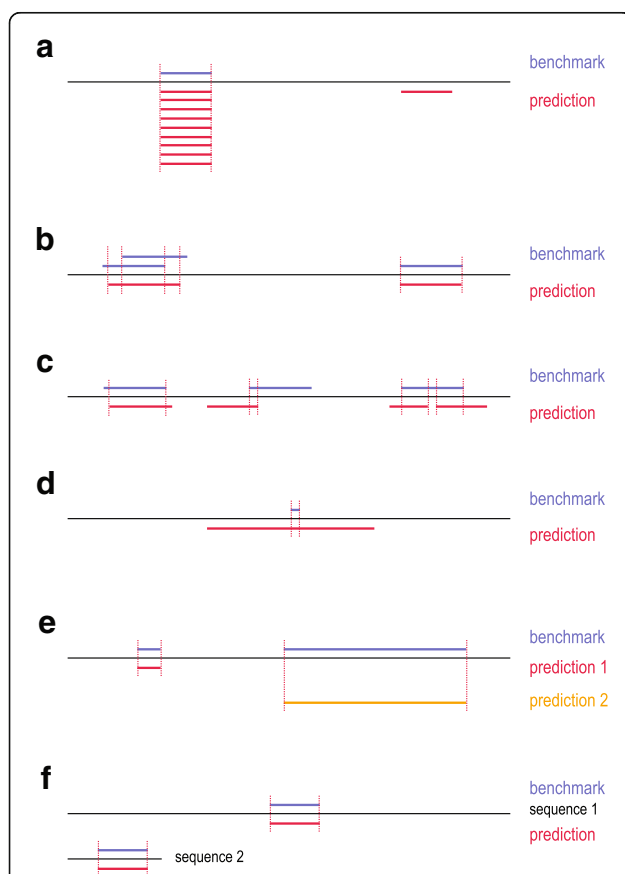 a
benchmark
prediction
b
benchmark
prediction
c
benchmark
prediction
d
benchmark
prediction
e
benchmark
prediction 1
prediction 2
f
benchmark
sequence 1
prediction
sequence 2